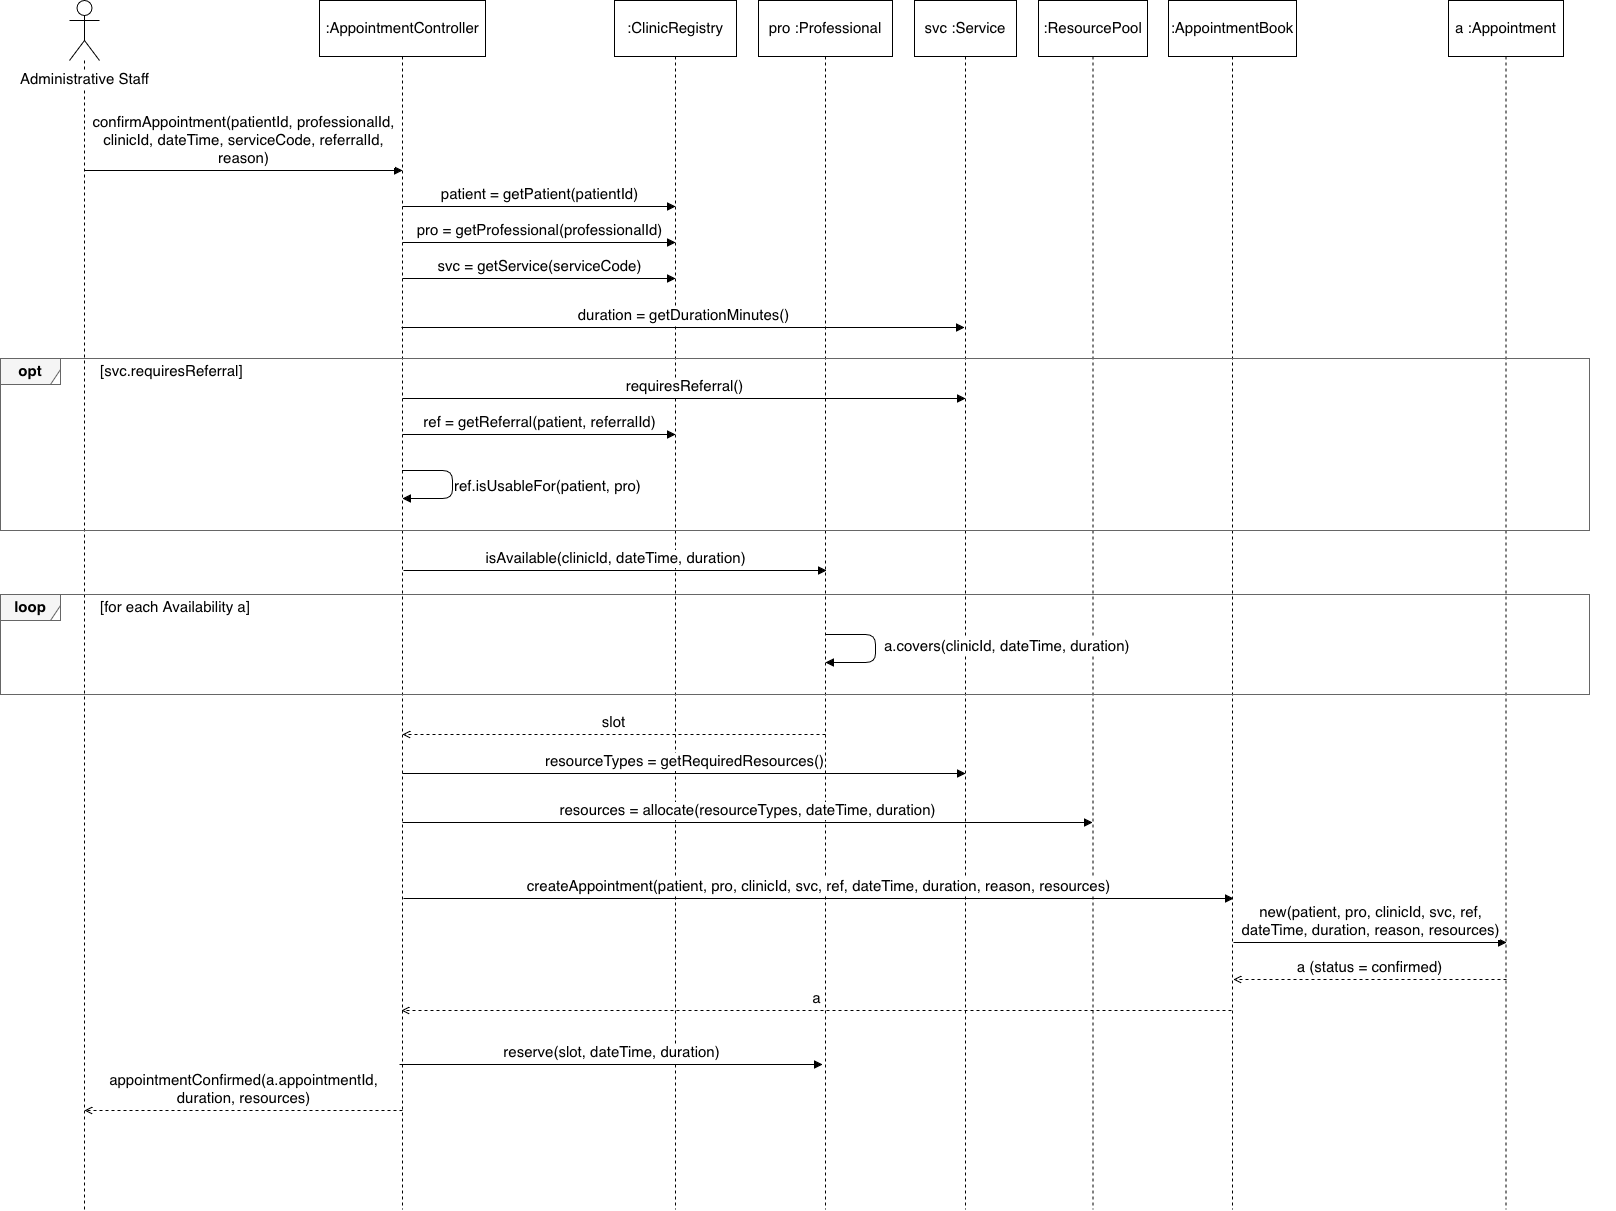 :AppointmentController
:ClinicRegistry
pro :Professional
svc :Service
:ResourcePool
:AppointmentBook
a :Appointment
Administrative Staff
confirmAppointment(patientId, professionalId,
clinicId, dateTime, serviceCode, referralId,
reason)
patient = getPatient(patientId)
pro = getProfessional(professionalId)
svc = getService(serviceCode)
duration = getDurationMinutes()
opt
[svc.requiresReferral]
requiresReferral()
ref = getReferral(patient, referralId)
ref.isUsableFor(patient, pro)
isAvailable(clinicId, dateTime, duration)
loop
[for each Availability a]
a.covers(clinicId, dateTime, duration)
slot
resourceTypes = getRequiredResources()
resources = allocate(resourceTypes, dateTime, duration)
createAppointment(patient, pro, clinicId, svc, ref, dateTime, duration, reason, resources)
new(patient, pro, clinicId, svc, ref,
dateTime, duration, reason, resources)
a (status = confirmed)
a
reserve(slot, dateTime, duration)
appointmentConfirmed(a.appointmentId,
duration, resources)